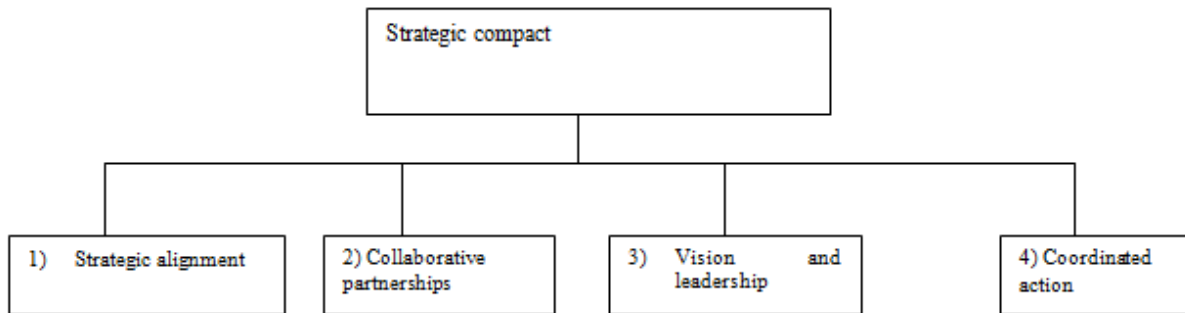 Strategic compact
1) Strategic alignment
2) Collaborative
partnerships
3) Vision and
leadership
4) Coordinated
action